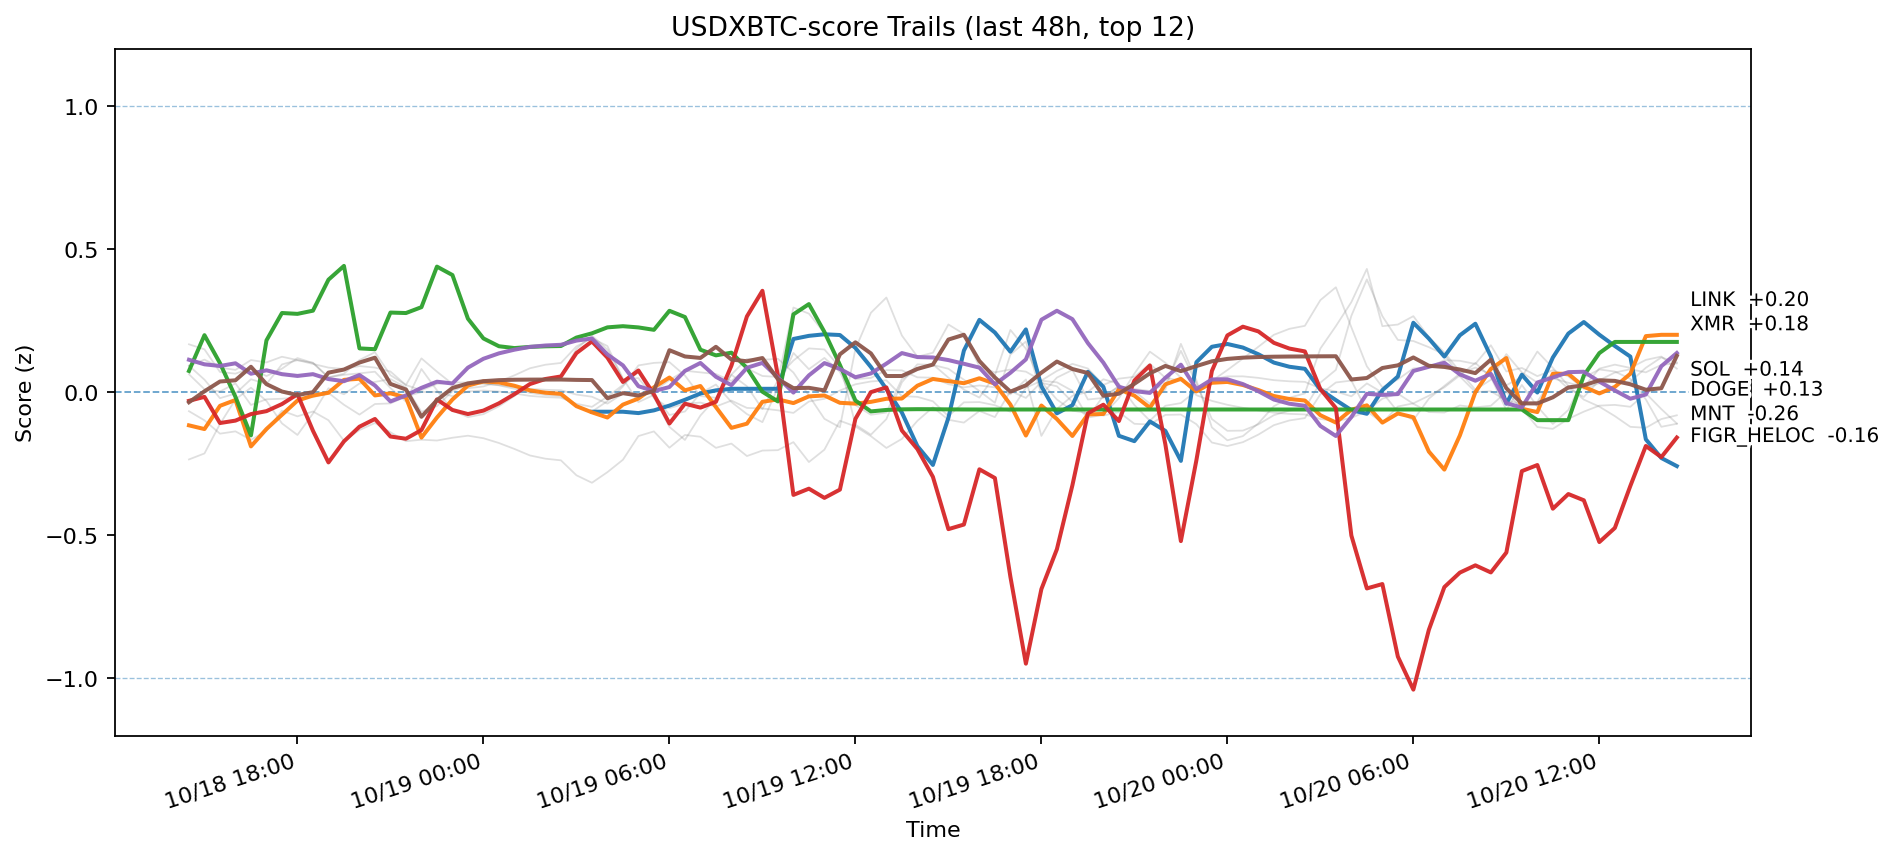 USDXBTC-score Trails (last 48h, top 12)
Score (z)
1.0
0.5
0.0
−0.5
−1.0
LINK +0.20
XMR +0.18
SOL +0.14
DOGE +0.13
MNT -0.26
FIGR_HELOC -0.16
10/18 18:00
10/19 00:00
10/19 06:00
10/19 12:00
10/19 18:00
10/20 00:00
10/20 06:00
10/20 12:00
Time